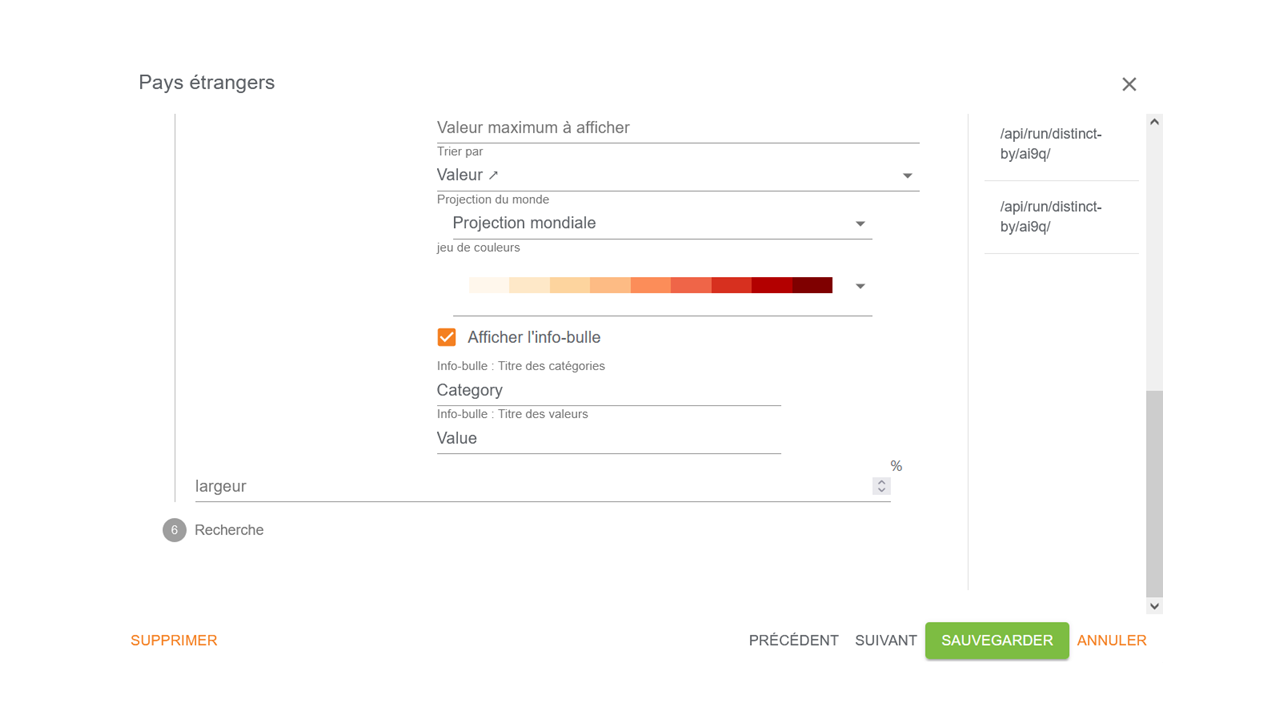 Pays étrangers
Valeur maximum à afficher
Trier par
Valeur ↗
Projection du monde
Projection mondiale
jeu de couleurs
Afficher l'info-bulle
Info-bulle : Titre des catégories
Category
Info-bulle : Titre des valeurs
Value
%
largeur
6 Recherche
/api/run/distinct-
by/ai9q/
/api/run/distinct-
by/ai9q/
SUPPRIMER
PRÉCÉDENT SUIVANT SAUVEGARDER ANNULER